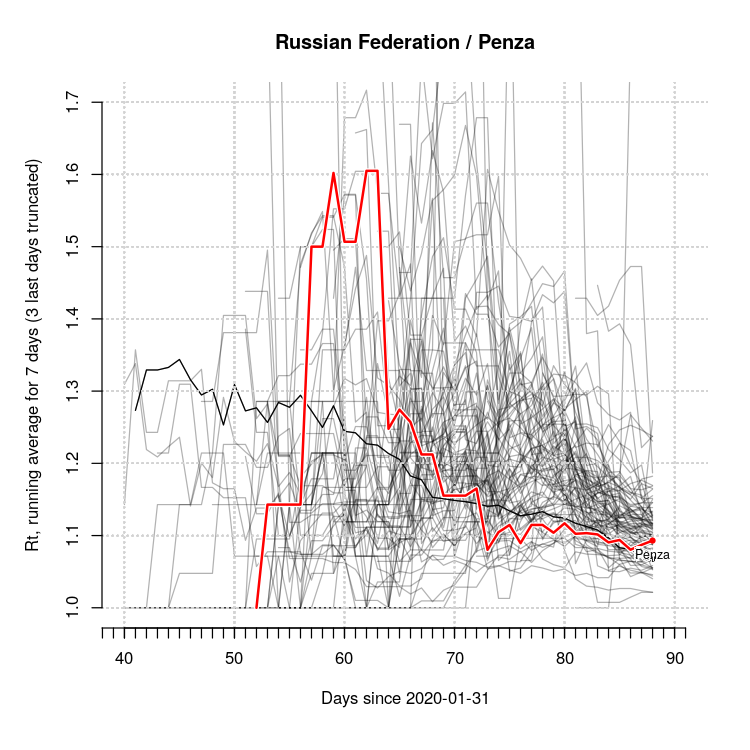 Russian Federation / Penza
Rt, running average for 7 days (3 last days truncated)
1.7
1.6
1.5
1.4
1.3
1.2
1.1
1.0
Penza
40 50 60 70 80 90
Days since 2020-01-31